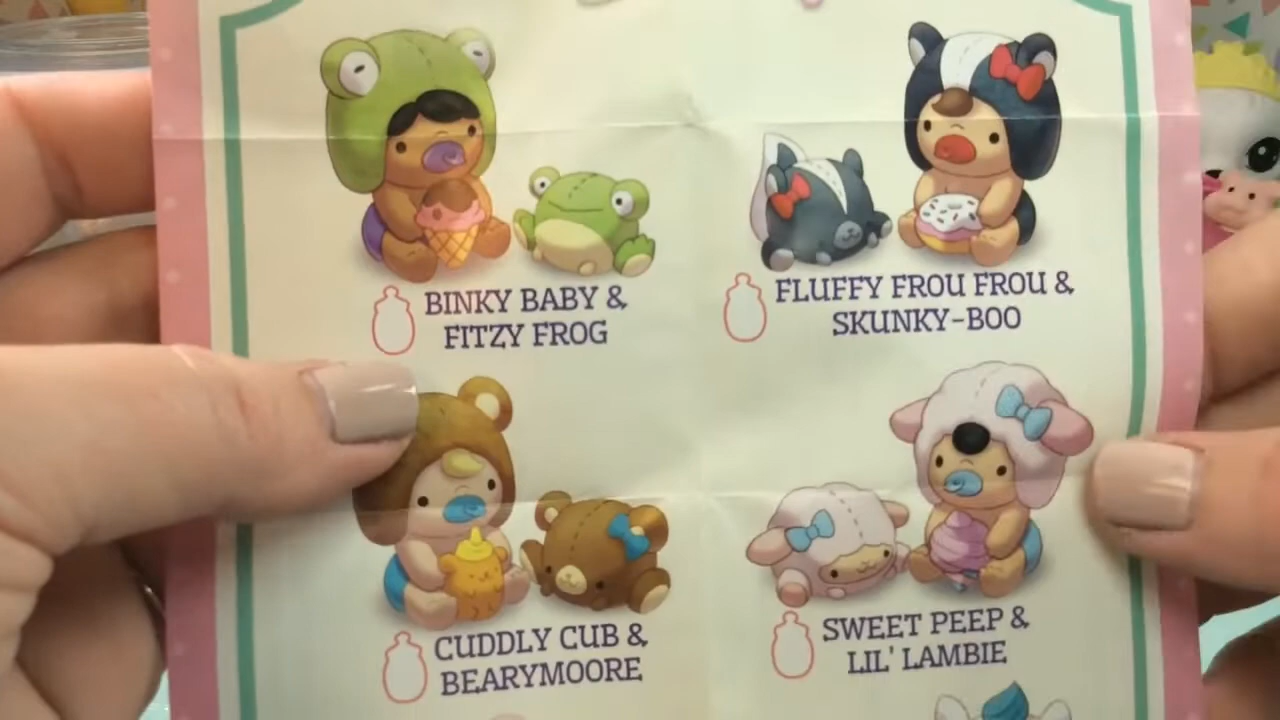 BINKY BABY &
FITZY FROG
FLUFFY FROU FROU &
SKUNKY-BOO
CUDDLY CUB &
BEARYMOORE
SWEET PEEP &
LIL' LAMBIE